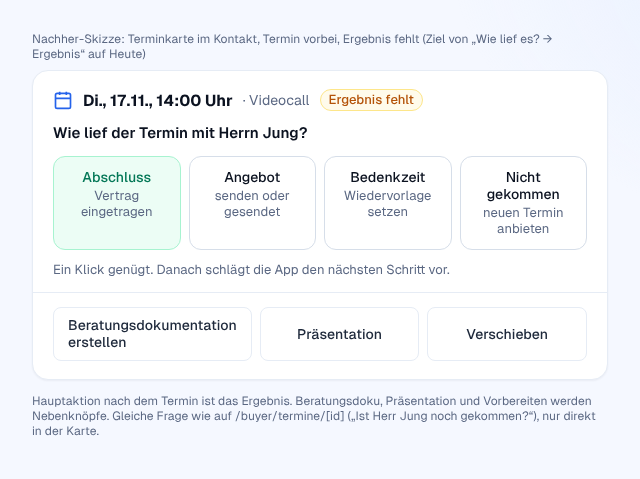 Nachher-Skizze: Terminkarte im Kontakt, Termin vorbei, Ergebnis fehlt (Ziel von „Wie lief es? →
Ergebnis“ auf Heute)
Di., 17.11., 14:00 Uhr · Videocall Ergebnis fehlt
Wie lief der Termin mit Herrn Jung?
Abschluss
Vertrag
eingetragen
Angebot
senden oder
gesendet
Bedenkzeit
Wiedervorlage
setzen
Nicht
gekommen
neuen Termin
anbieten
Ein Klick genügt. Danach schlägt die App den nächsten Schritt vor.
Beratungsdokumentation
erstellen
Präsentation
Verschieben
Hauptaktion nach dem Termin ist das Ergebnis. Beratungsdoku, Präsentation und Vorbereiten werden
Nebenknöpfe. Gleiche Frage wie auf /buyer/termine/[id] („Ist Herr Jung noch gekommen?“), nur direkt
in der Karte.